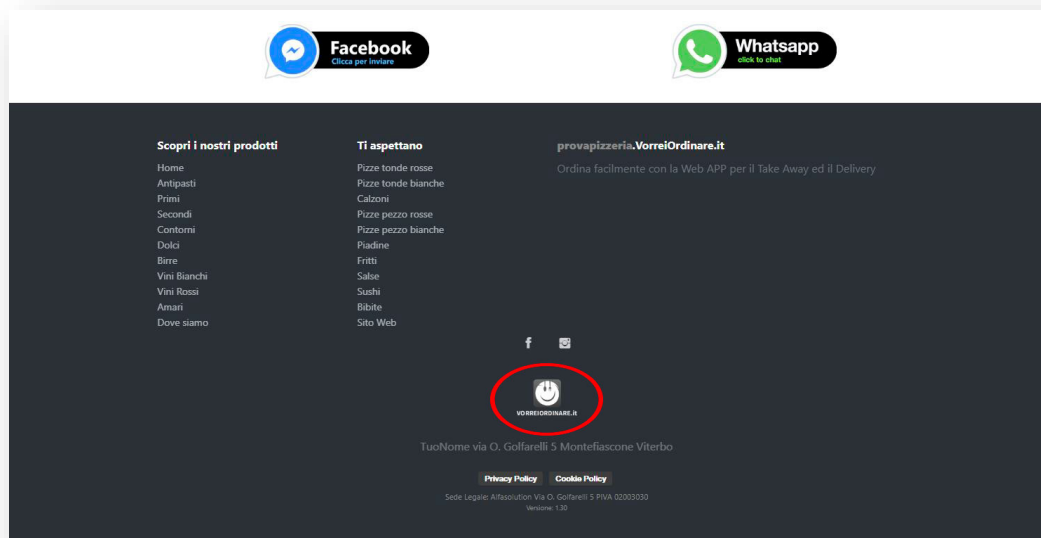 Facebook
Clicca per inviare
Whatsapp
click to chat
Scopri i nostri prodotti
Home
Antipasti
Primi
Secondi
Contorni
Dolci
Birre
Vini Bianchi
Vini Rossi
Amari
Dove siamo
Ti aspettano
Pizze tonde rosse
Pizze tonde bianche
Calzoni
Pizze pezzo rosse
Pizze pezzo bianche
Piadine
Fritti
Salse
Sushi
Bibite
Sito Web
provapizzeria.VorreiOrdinare.it
Ordina facilmente con la Web APP per il Take Away ed il Delivery
VORREIORDINARE.it
TuoNome via O. Golfarelli 5 Montefiascone Viterbo
Privacy Policy Cookie Policy
Sede Legale: Alfasolution Via O. Golfarelli 5 PIVA 02003030
Versione: 1.30